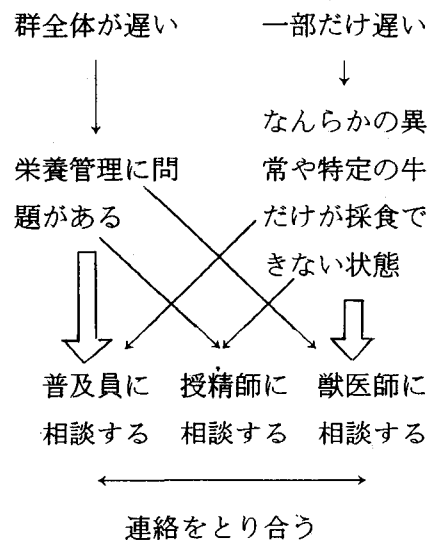 群全体が遅い
一部だけ遅い
栄養管理に問
題がある
なんらかの異
常や特定の牛
だけが採食で
きない状態
普及員に
相談する
授精師に
相談する
獣医師に
相談する
連絡をとり合う